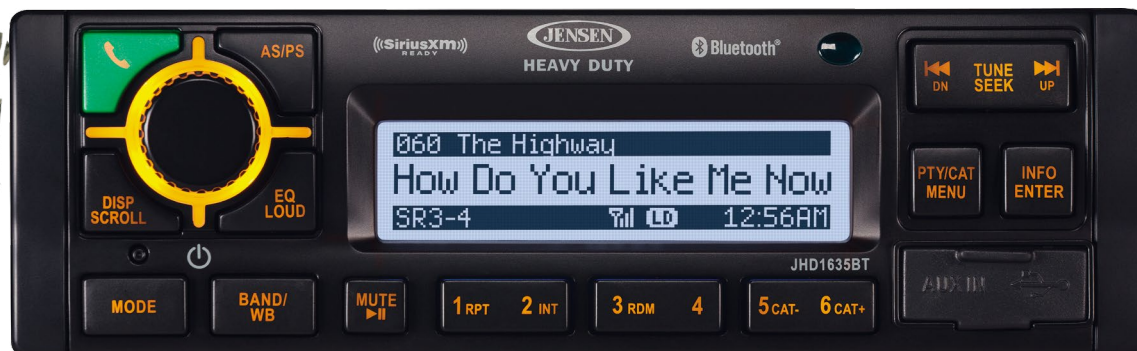 AS/PS
((SiriusXM))
READY
JENSEN
HEAVY DUTY
Bluetooth®
DN TUNE SEEK UP
060 The Highway
How Do You Like Me Now
SR3-4 LD 12:56AM
DISP
SCROLL
EQ
LOUD
PTY/CAT
MENU
INFO
ENTER
JHD1635BT
AUX IN
MODE
BAND/
WB
MUTE
1 RPT 2 INT
3 RDM 4
5 CAT- 6 CAT+